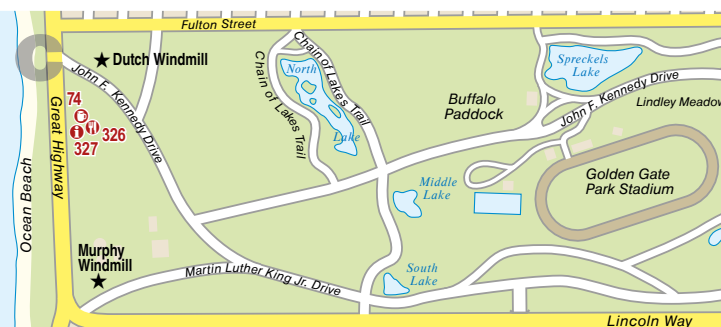 Fulton Street
Dutch Windmill
Chain of Lakes Trail
Chain of Lakes Trail
North
Lake
Spreckels
Lake
John F. Kennedy Drive
John F. Kennedy Drive
Lindley Meadow
Buffalo
Paddock
74
326
327
Great Highway
Ocean Beach
Golden Gate
Park Stadium
Middle
Lake
Murphy
Windmill
Martin Luther King Jr. Drive
South
Lake
Lincoln Way